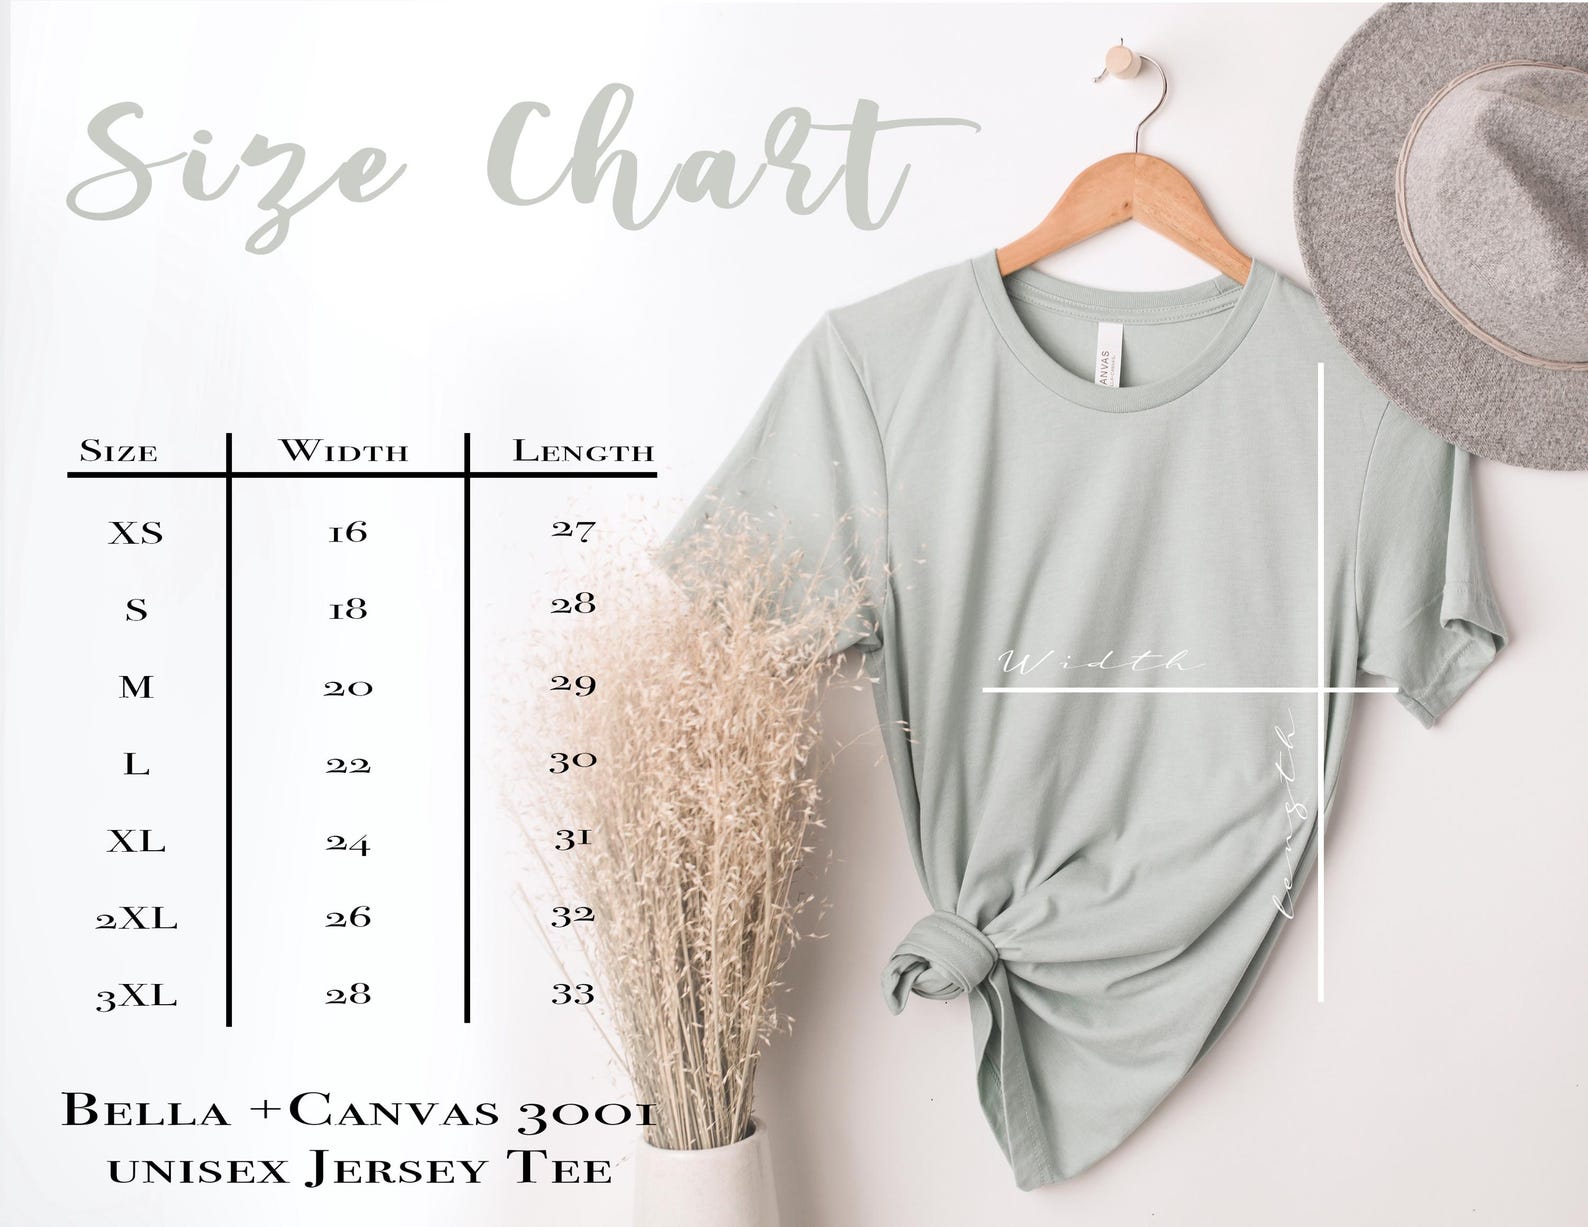 Size Chart
Size Width Length
XS 16 27
S 18 28
M 20 29
L 22 30
XL 24 31
2XL 26 32
3XL 28 33
Bella +Canvas 3001
unisex Jersey Tee
Width
length